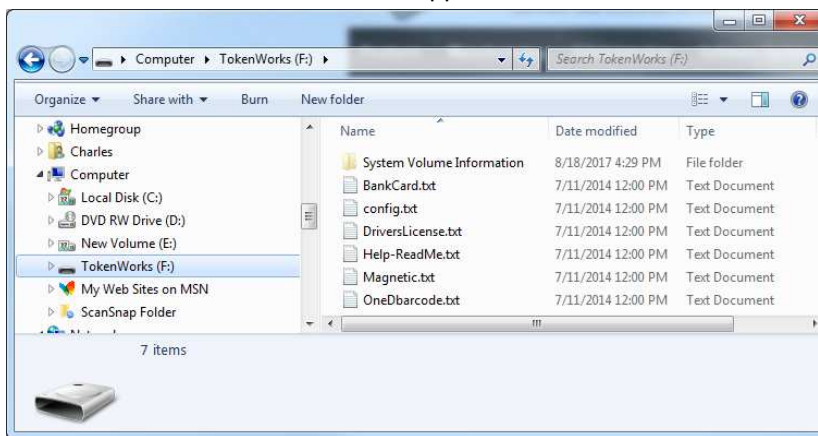 Computer ▸ TokenWorks (F:) ▸
Search TokenWorks (F:)
Organize Share with Burn New folder
Homegroup
Charles
Computer
Local Disk (C:)
DVD RW Drive (D:)
New Volume (E:)
TokenWorks (F:)
My Web Sites on MSN
ScanSnap Folder
Name Date modified Type
System Volume Information 8/18/2017 4:29 PM File folder
BankCard.txt 7/11/2014 12:00 PM Text Document
config.txt 7/11/2014 12:00 PM Text Document
DriversLicense.txt 7/11/2014 12:00 PM Text Document
Help-ReadMe.txt 7/11/2014 12:00 PM Text Document
Magnetic.txt 7/11/2014 12:00 PM Text Document
OneDbarcode.txt 7/11/2014 12:00 PM Text Document
7 items